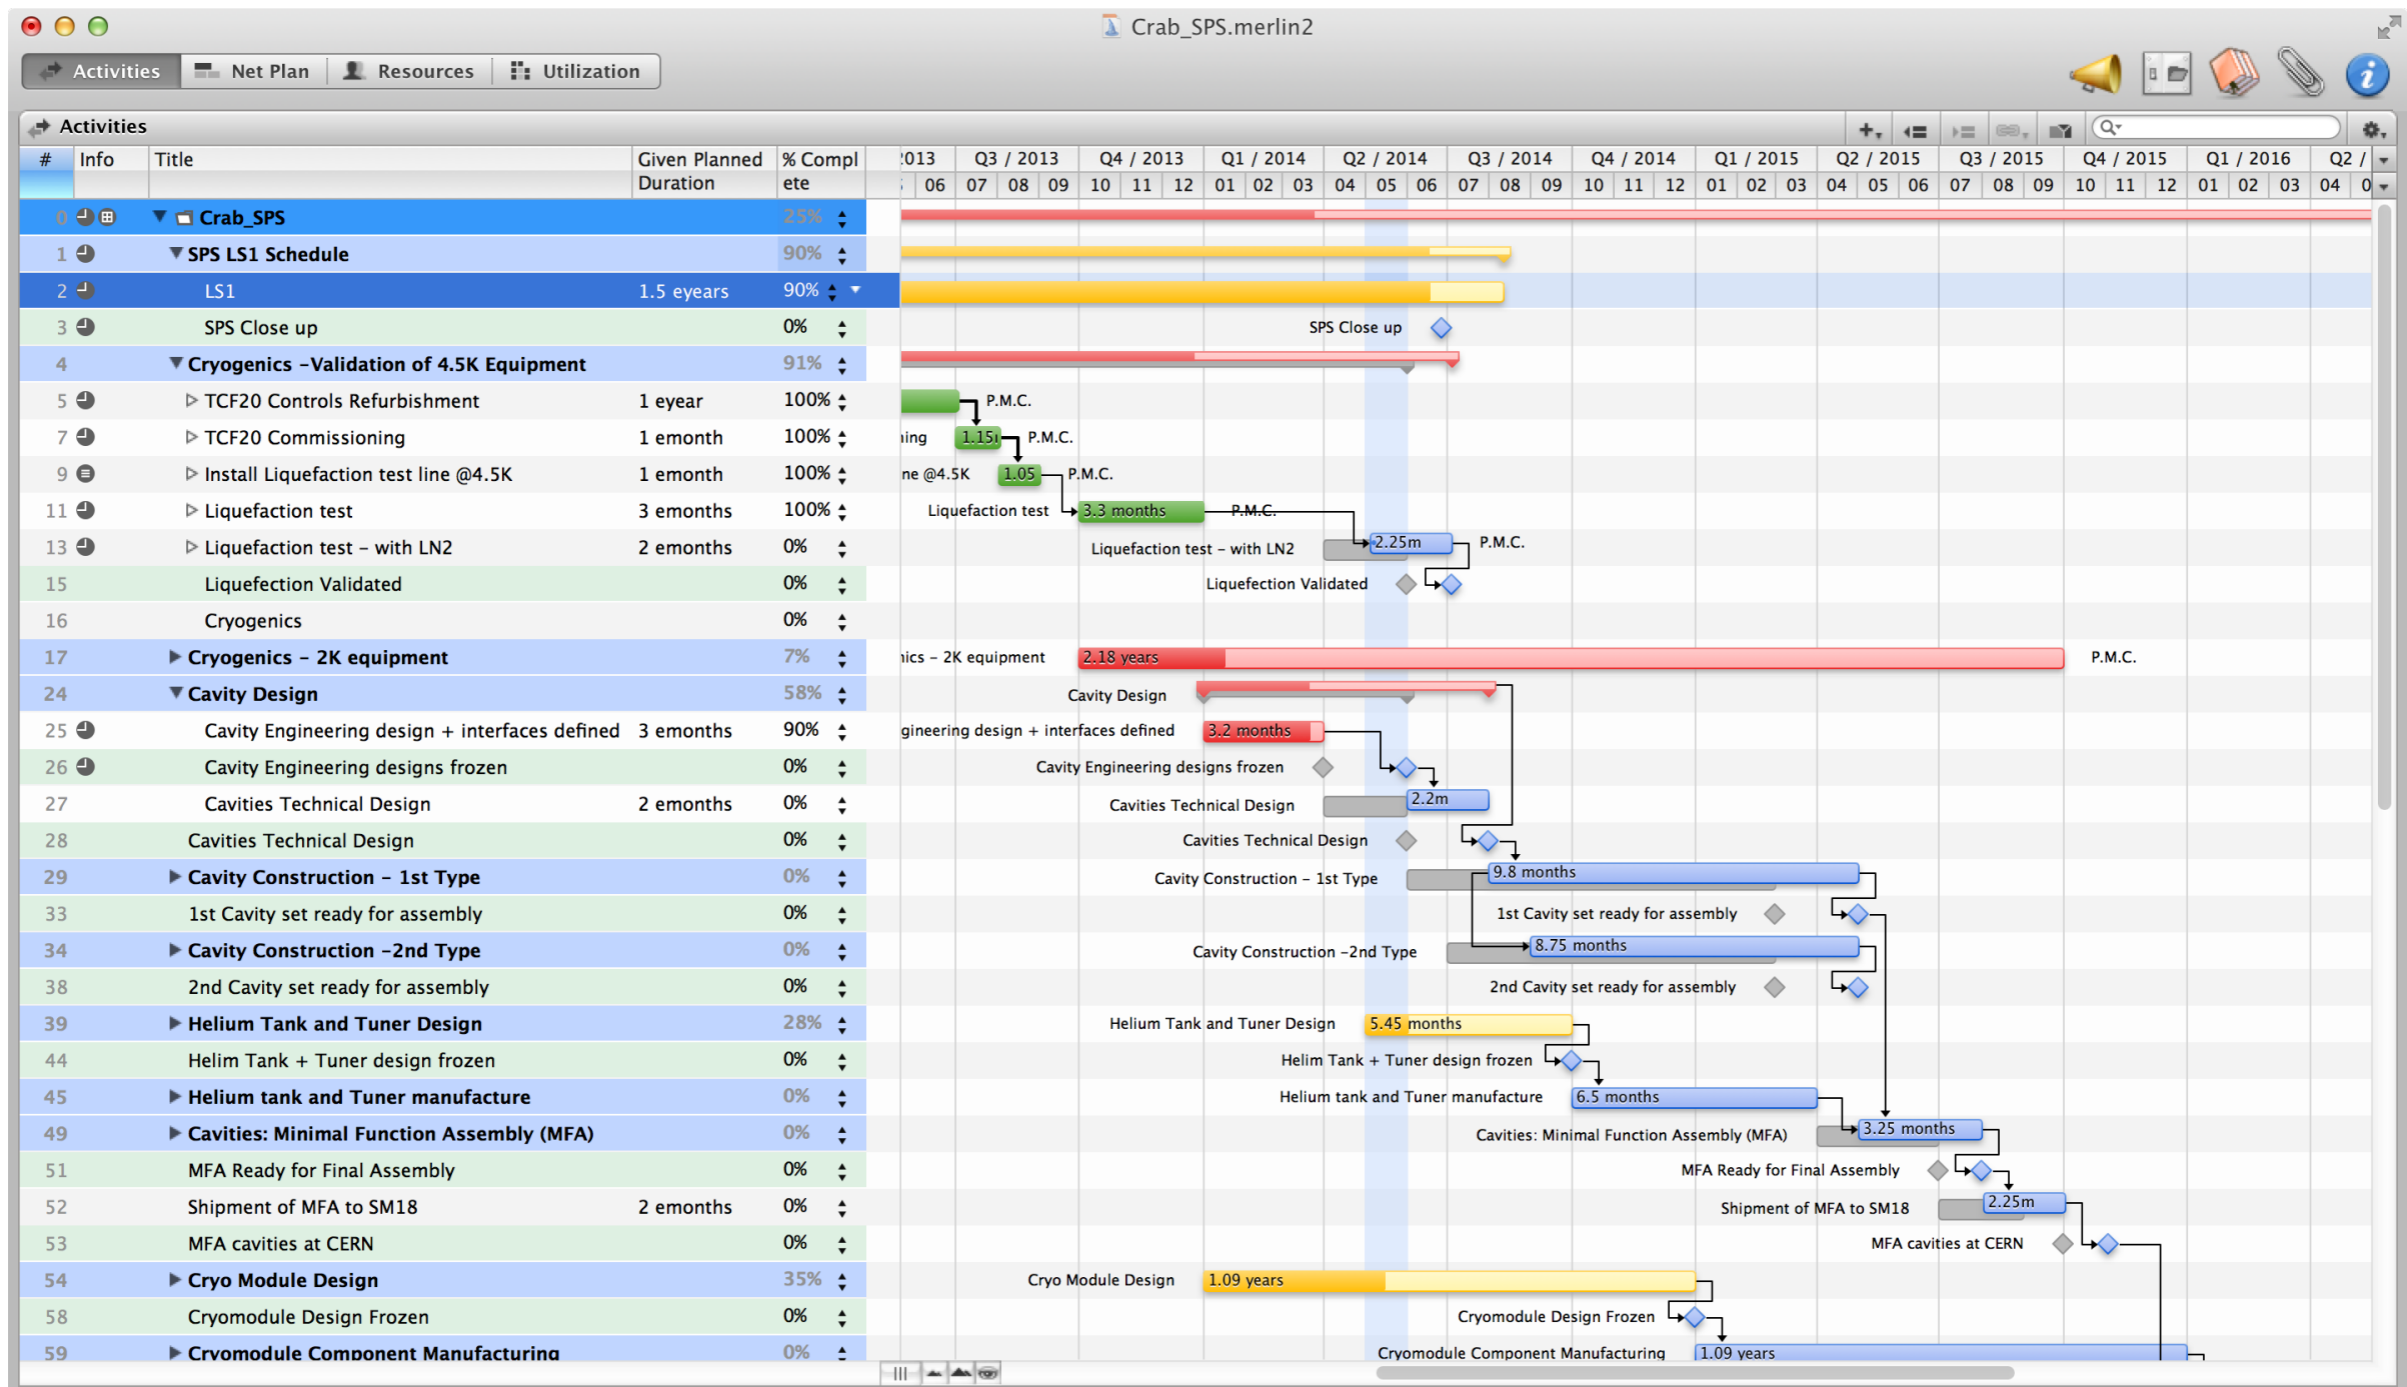 Crab_SPS.merlin2
Activities Net Plan Resources Utilization
Activities
# Info Title Given Planned Duration % Complete
2013 Q3 / 2013 Q4 / 2013 Q1 / 2014 Q2 / 2014 Q3 / 2014 Q4 / 2014 Q1 / 2015 Q2 / 2015 Q3 / 2015 Q4 / 2015 Q1 / 2016 Q2 /
06 07 08 09 10 11 12 01 02 03 04 05 06 07 08 09 10 11 12 01 02 03 04 05 06 07 08 09 10 11 12 01 02 03 04 0
0 Crab_SPS 25%
1 SPS LS1 Schedule 90%
2 LS1 1.5 eyears 90%
3 SPS Close up 0% SPS Close up
4 Cryogenics -Validation of 4.5K Equipment 91%
5 TCF20 Controls Refurbishment 1 eyear 100% P.M.C.
7 TCF20 Commissioning 1 emonth 100% ning 1.15 P.M.C.
9 Install Liquefaction test line @4.5K 1 emonth 100% ne @4.5K 1.05 P.M.C.
11 Liquefaction test 3 emonths 100% Liquefaction test 3.3 months P.M.C.
13 Liquefaction test - with LN2 2 emonths 0% Liquefaction test - with LN2 2.25m P.M.C.
15 Liquefection Validated 0% Liquefection Validated
16 Cryogenics 0%
17 Cryogenics - 2K equipment 7% nics - 2K equipment 2.18 years P.M.C.
24 Cavity Design 58% Cavity Design
25 Cavity Engineering design + interfaces defined 3 emonths 90% gineering design + interfaces defined 3.2 months
26 Cavity Engineering designs frozen 0% Cavity Engineering designs frozen
27 Cavities Technical Design 2 emonths 0% Cavities Technical Design 2.2m
28 Cavities Technical Design 0% Cavities Technical Design
29 Cavity Construction - 1st Type 0% Cavity Construction - 1st Type 9.8 months
33 1st Cavity set ready for assembly 0% 1st Cavity set ready for assembly
34 Cavity Construction -2nd Type 0% Cavity Construction -2nd Type 8.75 months
38 2nd Cavity set ready for assembly 0% 2nd Cavity set ready for assembly
39 Helium Tank and Tuner Design 28% Helium Tank and Tuner Design 5.45 months
44 Helim Tank + Tuner design frozen 0% Helim Tank + Tuner design frozen
45 Helium tank and Tuner manufacture 0% Helium tank and Tuner manufacture 6.5 months
49 Cavities: Minimal Function Assembly (MFA) 0% Cavities: Minimal Function Assembly (MFA) 3.25 months
51 MFA Ready for Final Assembly 0% MFA Ready for Final Assembly
52 Shipment of MFA to SM18 2 emonths 0% Shipment of MFA to SM18 2.25m
53 MFA cavities at CERN 0% MFA cavities at CERN
54 Cryo Module Design 35% Cryo Module Design 1.09 years
58 Cryomodule Design Frozen 0% Cryomodule Design Frozen
59 Cryomodule Component Manufacturing 0% Cryomodule Component Manufacturing 1.09 years